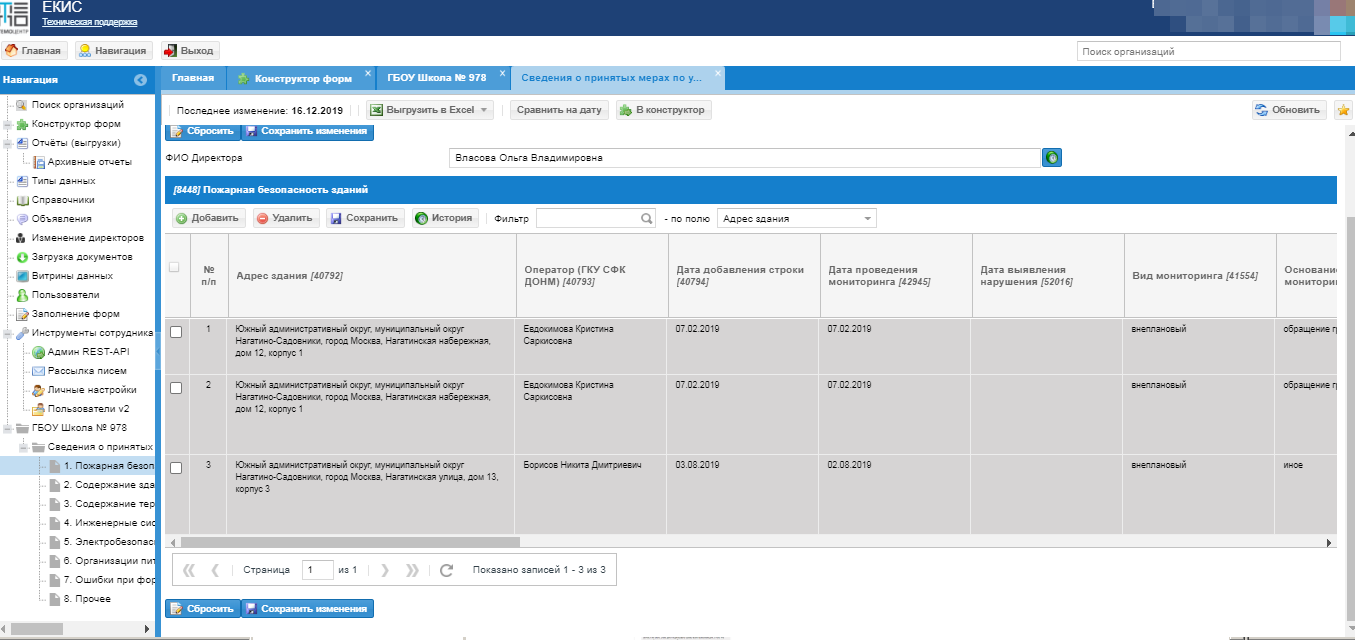 ЕКИС
Техническая поддержка
ТЕМОЦЕНТР
Главная Навигация Выход
Поиск организаций
Навигация
Главная Конструктор форм ГБОУ Школа № 978 Сведения о принятых мерах по у...
Последнее изменение: 16.12.2019 Выгрузить в Excel Сравнить на дату В конструктор Обновить
Поиск организаций
Конструктор форм
Отчёты (выгрузки)
Архивные отчеты
Типы данных
Справочники
Объявления
Изменение директоров
Загрузка документов
Витрины данных
Пользователи
Заполнение форм
Инструменты сотрудника
Админ REST-API
Рассылка писем
Личные настройки
Пользователи v2
ГБОУ Школа № 978
Сведения о принятых
1. Пожарная безоп
2. Содержание зда
3. Содержание тер
4. Инженерные сис
5. Электробезопас
6. Организации пит
7. Ошибки при фор
8. Прочее
Сбросить Сохранить изменения
ФИО Директора Власова Ольга Владимировна
[8448] Пожарная безопасность зданий
Добавить Удалить Сохранить История Фильтр - по полю Адрес здания
№ п/п
Адрес здания [40792]
Оператор (ГКУ СФК
ДОНМ) [40793]
Дата добавления строки
[40794]
Дата проведения
мониторинга [42945]
Дата выявления
нарушения [52016]
Вид мониторинга [41554]
Основание
мониторин
1
Южный административный округ, муниципальный округ
Нагатино-Садовники, город Москва, Нагатинская набережная,
дом 12, корпус 1
Евдокимова Кристина
Саркисовна
07.02.2019
07.02.2019
внеплановый
обращение г
2
Южный административный округ, муниципальный округ
Нагатино-Садовники, город Москва, Нагатинская набережная,
дом 12, корпус 1
Евдокимова Кристина
Саркисовна
07.02.2019
07.02.2019
внеплановый
обращение г
3
Южный административный округ, муниципальный округ
Нагатино-Садовники, город Москва, Нагатинская улица, дом 13,
корпус 3
Борисов Никита Дмитриевич
03.08.2019
02.08.2019
внеплановый
иное
Страница 1 из 1 Показано записей 1 - 3 из 3
Сбросить Сохранить изменения